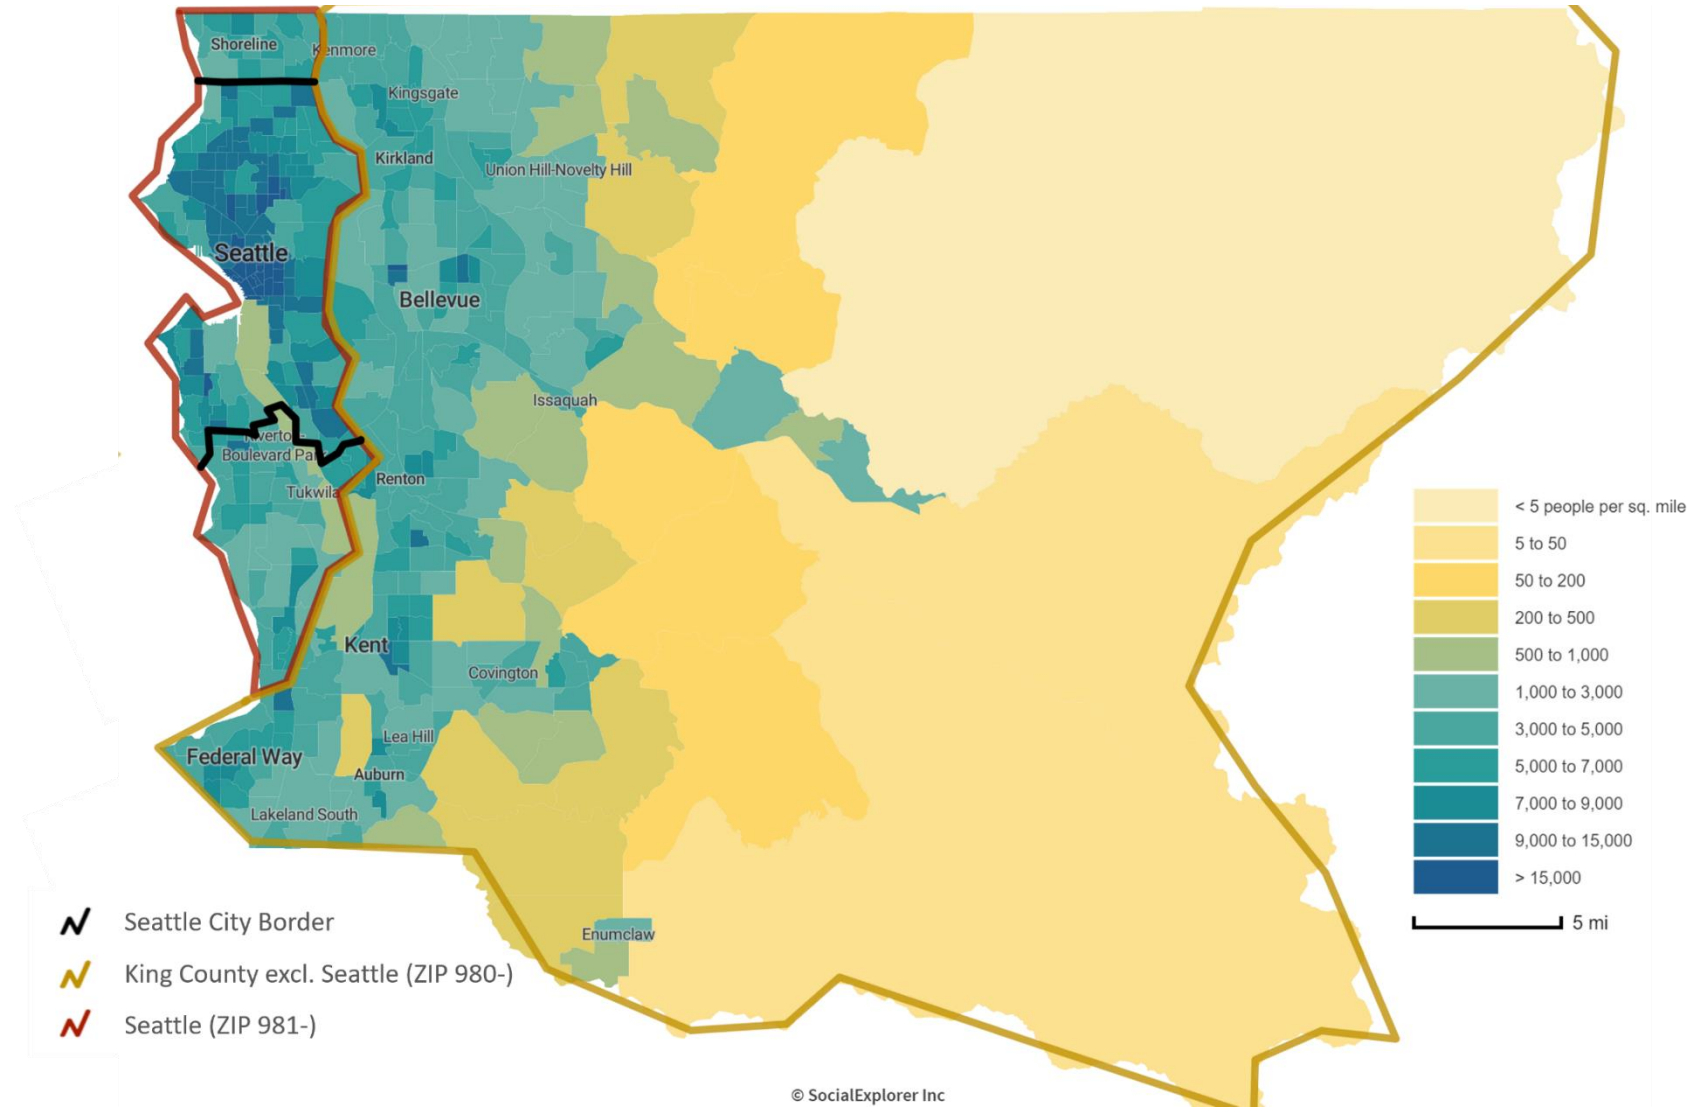 Shoreline
Kenmore
Kingsgate
Kirkland
Union Hill-Novelty Hill
Seattle
Bellevue
Issaquah
Boulevard Par
Renton
Tukwila
Kent
Covington
Lea Hill
Federal Way
Auburn
Lakeland South
Enumclaw
< 5 people per sq. mile
5 to 50
50 to 200
200 to 500
500 to 1,000
1,000 to 3,000
3,000 to 5,000
5,000 to 7,000
7,000 to 9,000
9,000 to 15,000
> 15,000
5 mi
Seattle City Border
King County excl. Seattle (ZIP 980-)
Seattle (ZIP 981-)
© SocialExplorer Inc